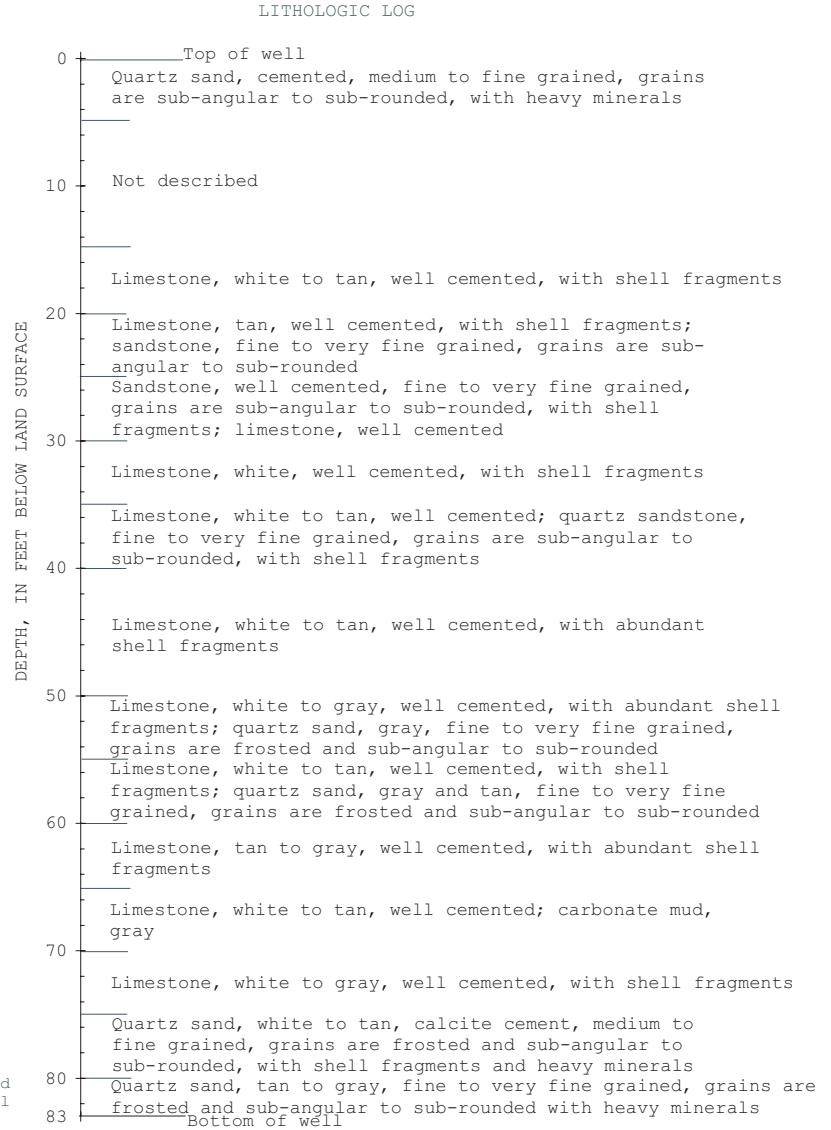 LITHOLOGIC LOG
0
Top of well
Quartz sand, cemented, medium to fine grained, grains
are sub-angular to sub-rounded, with heavy minerals
10
Not described
Limestone, white to tan, well cemented, with shell fragments
20
Limestone, tan, well cemented, with shell fragments;
sandstone, fine to very fine grained, grains are sub-
angular to sub-rounded
Sandstone, well cemented, fine to very fine grained,
grains are sub-angular to sub-rounded, with shell
fragments; limestone, well cemented
30
Limestone, white, well cemented, with shell fragments
Limestone, white to tan, well cemented; quartz sandstone,
fine to very fine grained, grains are sub-angular to
sub-rounded, with shell fragments
40
Limestone, white to tan, well cemented, with abundant
shell fragments
50
Limestone, white to gray, well cemented, with abundant shell
fragments; quartz sand, gray, fine to very fine grained,
grains are frosted and sub-angular to sub-rounded
Limestone, white to tan, well cemented, with shell
fragments; quartz sand, gray and tan, fine to very fine
grained, grains are frosted and sub-angular to sub-rounded
60
Limestone, tan to gray, well cemented, with abundant shell
fragments
Limestone, white to tan, well cemented; carbonate mud,
gray
70
Limestone, white to gray, well cemented, with shell fragments
Quartz sand, white to tan, calcite cement, medium to
fine grained, grains are frosted and sub-angular to
sub-rounded, with shell fragments and heavy minerals
80
Quartz sand, tan to gray, fine to very fine grained, grains are
frosted and sub-angular to sub-rounded with heavy minerals
83
Bottom of well
DEPTH, IN FEET BELOW LAND SURFACE
d
l